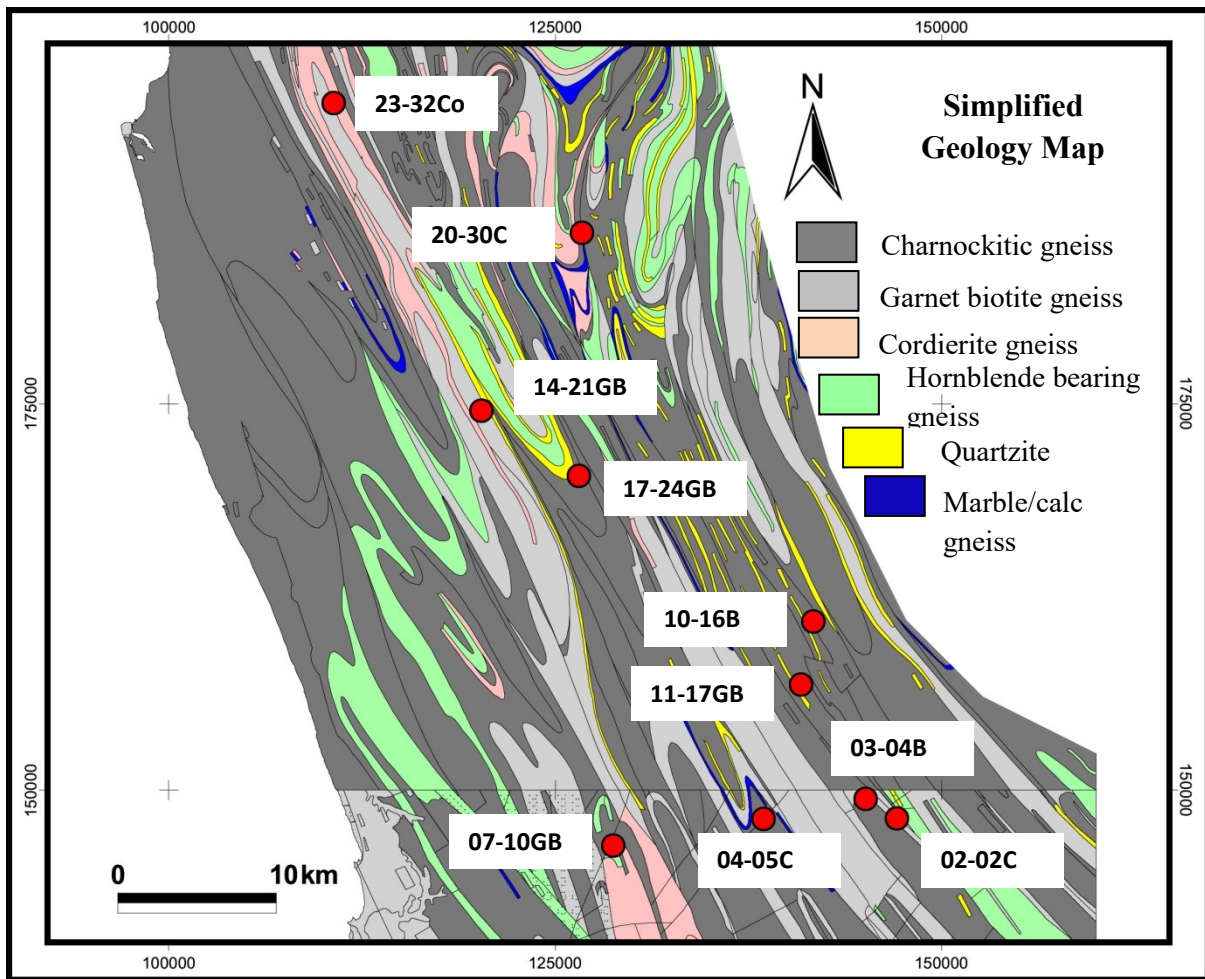 100000
125000
150000
N
Simplified
Geology Map
23-32Co
20-30C
Charnockitic gneiss
Garnet biotite gneiss
Cordierite gneiss
Hornblende bearing
gneiss
Quartzite
Marble/calc
gneiss
175000
175000
14-21GB
17-24GB
10-16B
11-17GB
03-04B
150000
150000
07-10GB
04-05C
02-02C
0
10 km
100000
125000
150000